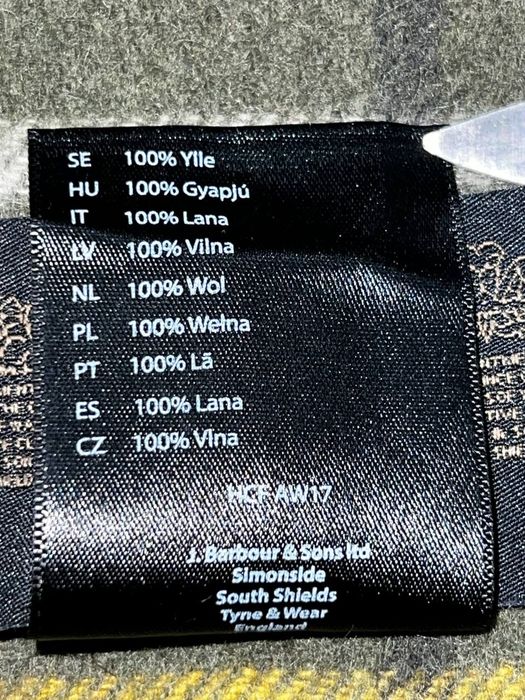 SE 100% Ylle
HU 100% Gyapjú
IT 100% Lana
LV 100% Vilna
NL 100% Wol
PL 100% Wełna
PT 100% Lã
ES 100% Lana
CZ 100% Vlna
HCF AW17
J. Barbour & Sons ltd
Simonside
South Shields
Tyne & Wear
England